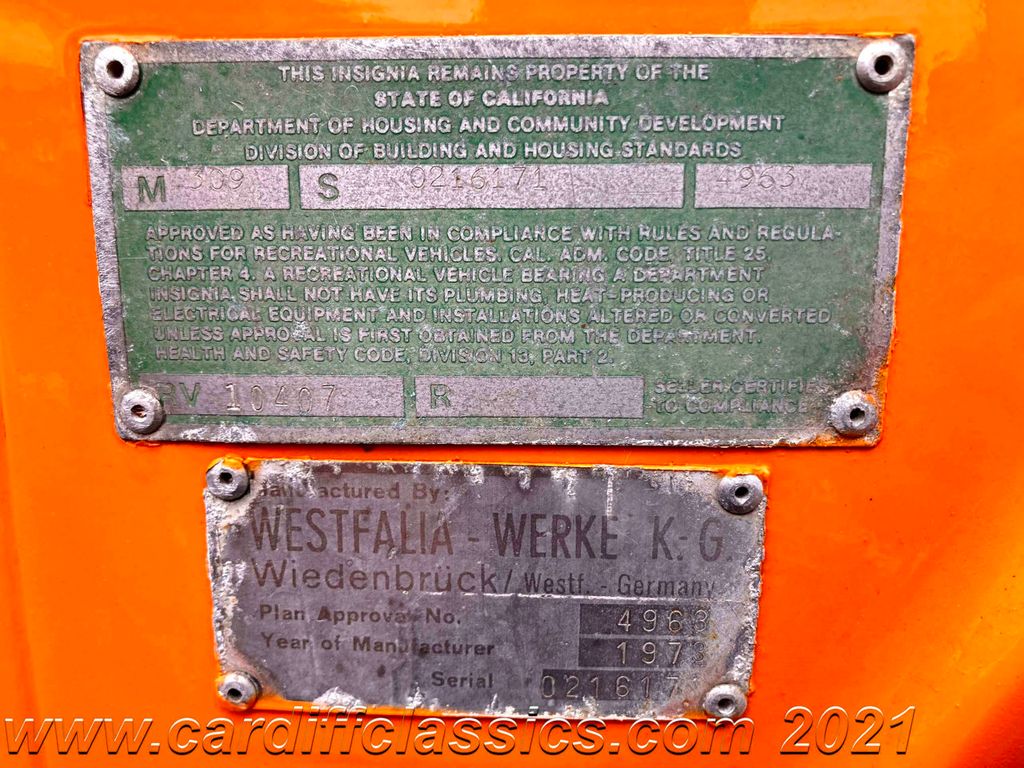 THIS INSIGNIA REMAINS PROPERTY OF THE
STATE OF CALIFORNIA
DEPARTMENT OF HOUSING AND COMMUNITY DEVELOPMENT
DIVISION OF BUILDING AND HOUSING STANDARDS
M 309 S 0216171 4963
APPROVED AS HAVING BEEN IN COMPLIANCE WITH RULES AND REGULA-
TIONS FOR RECREATIONAL VEHICLES, CAL. ADM. CODE, TITLE 25,
CHAPTER 4. A RECREATIONAL VEHICLE BEARING A DEPARTMENT
INSIGNIA SHALL NOT HAVE ITS PLUMBING, HEAT-PRODUCING OR
ELECTRICAL EQUIPMENT AND INSTALLATIONS ALTERED OR CONVERTED
UNLESS APPROVAL IS FIRST OBTAINED FROM THE DEPARTMENT.
HEALTH AND SAFETY CODE, DIVISION 13, PART 2.
RV 10407 R SELLER CERTIFIES
TO COMPLIANCE
Manufactured By:
WESTFALIA - WERKE K.-G.
Wiedenbrück/Westf. - Germany
Plan Approval No. 4963
Year of Manufacturer 1973
Serial 021617
www.cardiffclassics.com 2021